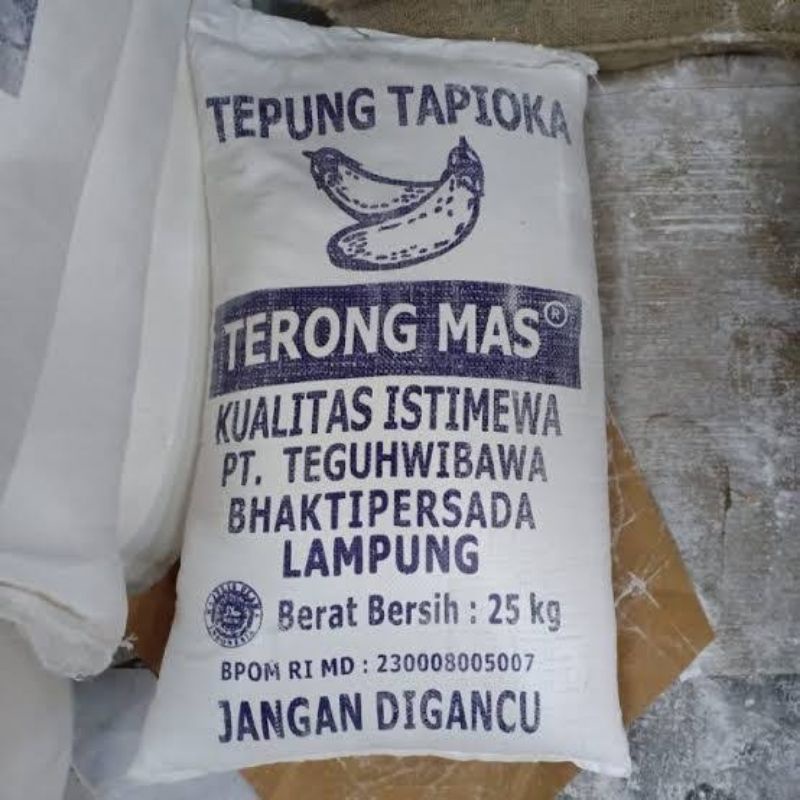 TEPUNG TAPIOKA
TERONG MAS®
KUALITAS ISTIMEWA
PT. TEGUHWIBAWA
BHAKTIPERSADA
LAMPUNG
Berat Bersih : 25 kg
BPOM RI MD : 230008005007
JANGAN DIGANCU